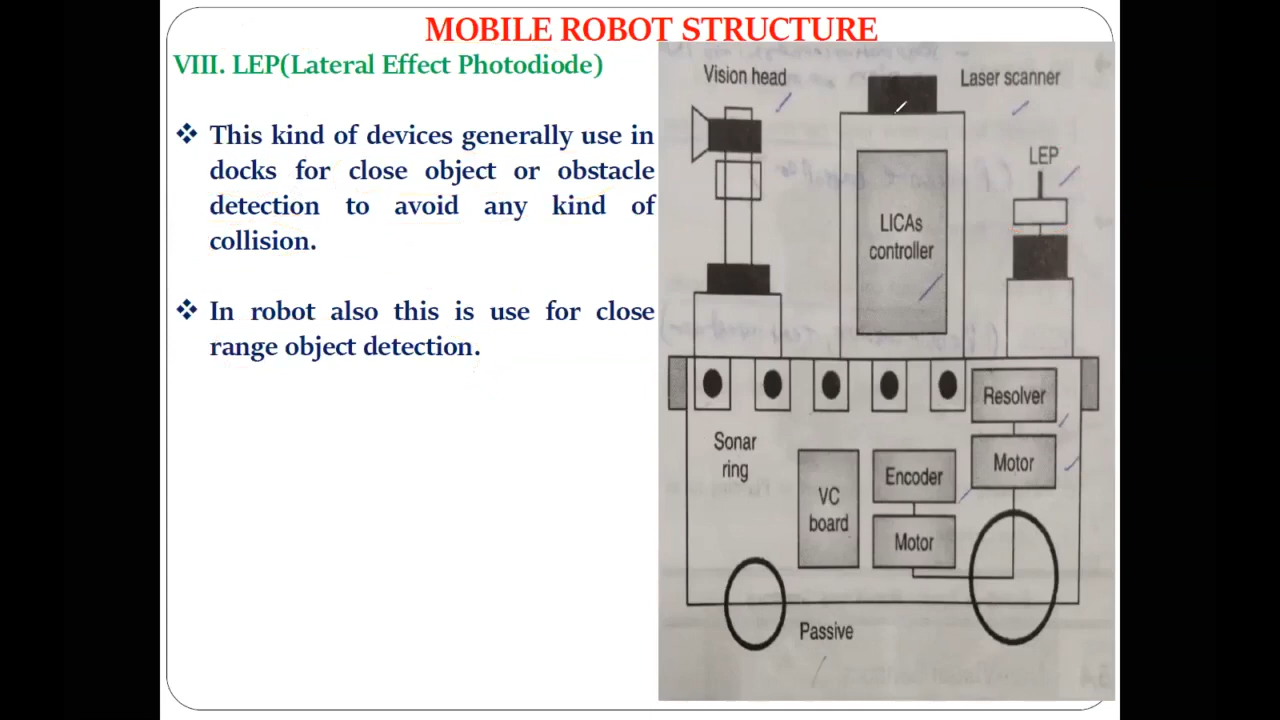 MOBILE ROBOT STRUCTURE
VIII. LEP(Lateral Effect Photodiode)
❖ This kind of devices generally use in
docks for close object or obstacle
detection to avoid any kind of
collision.
❖ In robot also this is use for close
range object detection.
Vision head
Laser scanner
LEP
LICAs
controller
Resolver
Sonar
ring
Motor
Encoder
VC
board
Motor
Passive